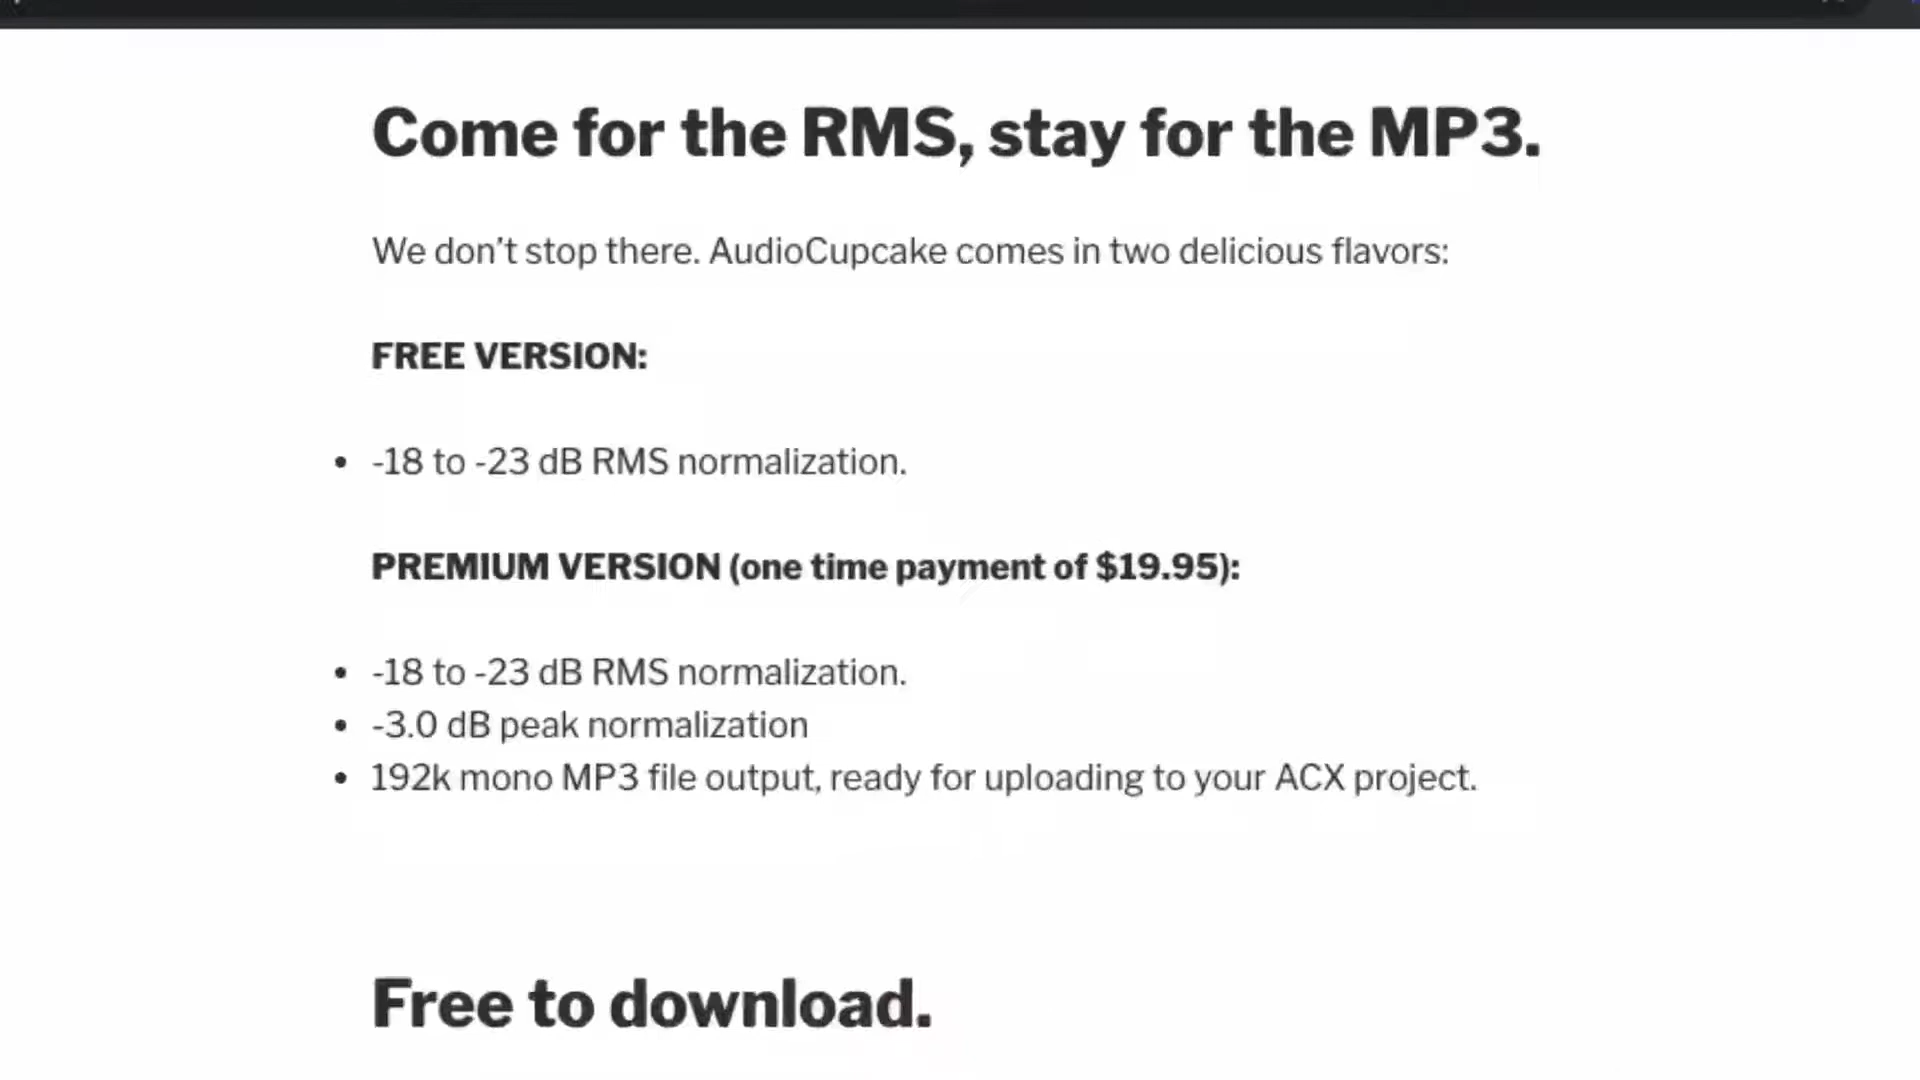 Come for the RMS, stay for the MP3.
We don't stop there. AudioCupcake comes in two delicious flavors:
FREE VERSION:
• -18 to -23 dB RMS normalization.
PREMIUM VERSION (one time payment of $19.95):
• -18 to -23 dB RMS normalization.
• -3.0 dB peak normalization
• 192k mono MP3 file output, ready for uploading to your ACX project.
Free to download.